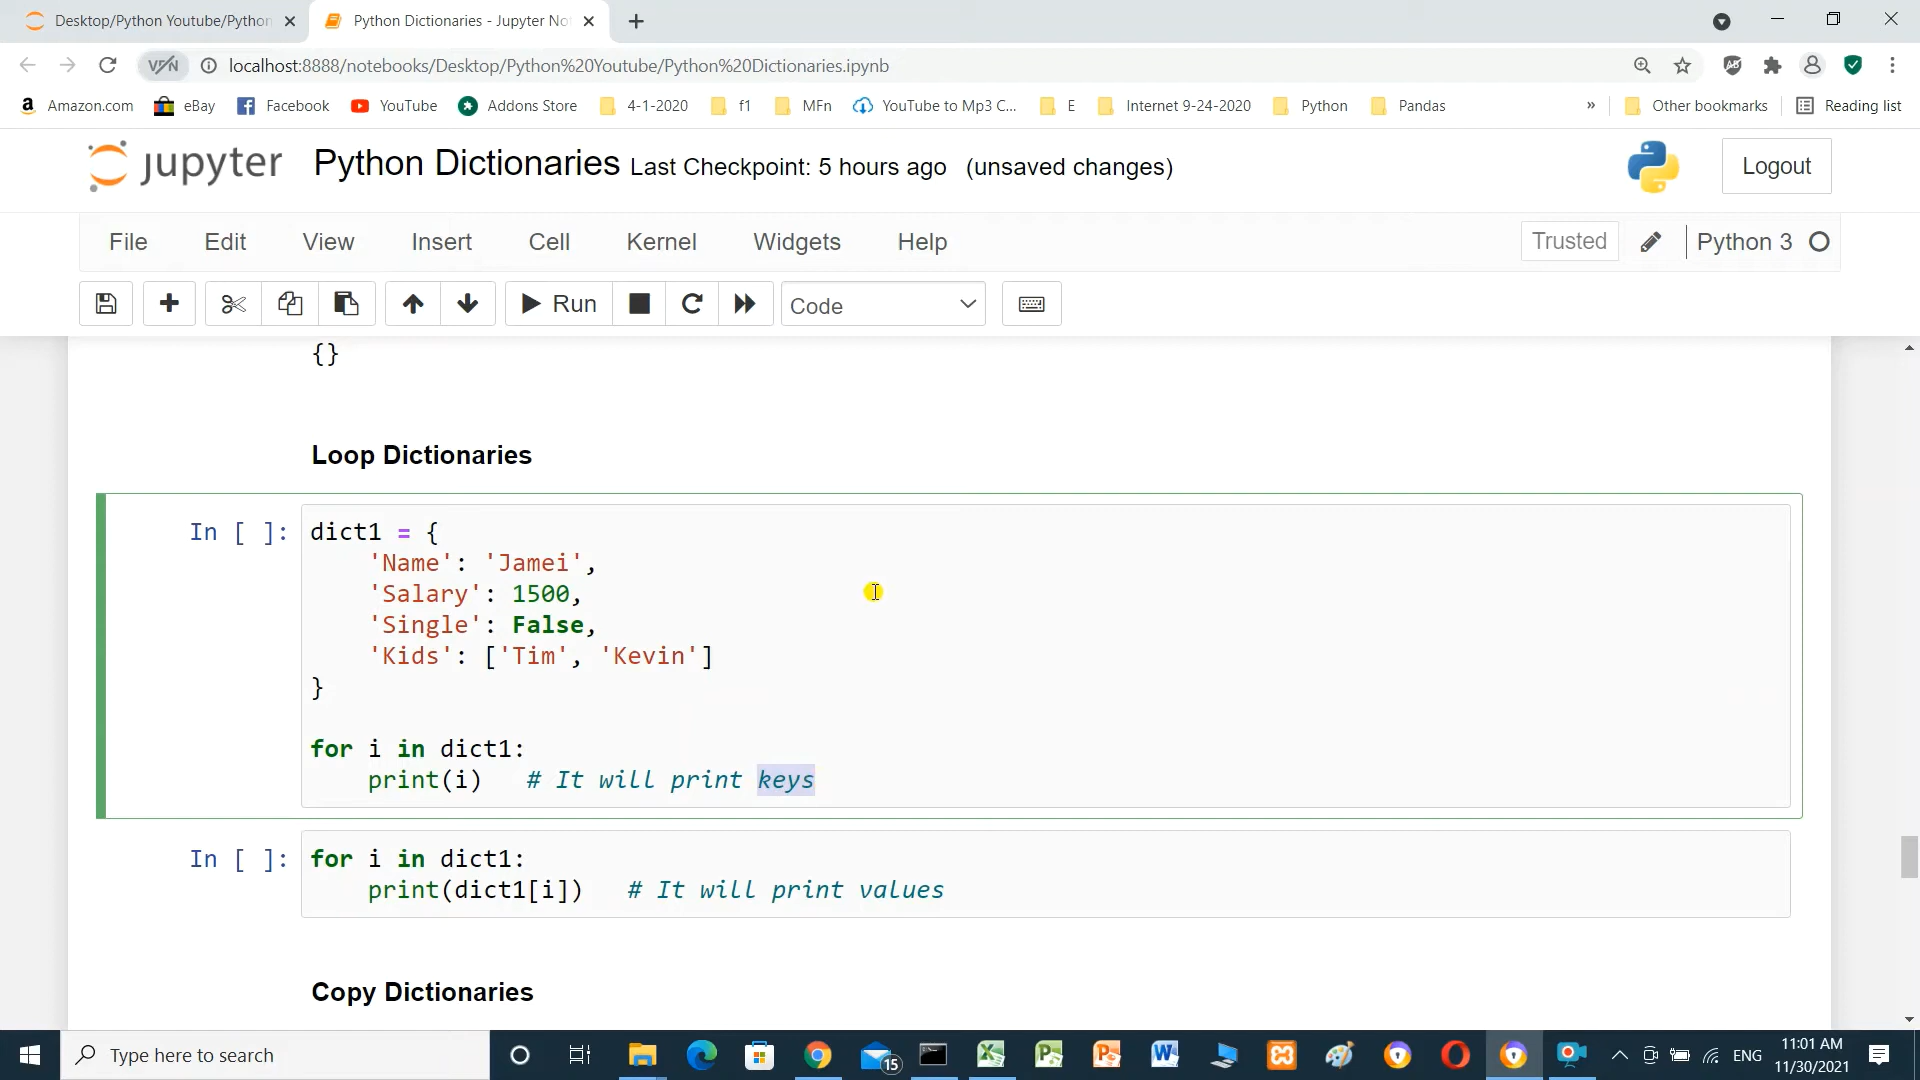 Desktop/Python Youtube/Python
Python Dictionaries - Jupyter No
VPN
localhost:8888/notebooks/Desktop/Python%20Youtube/Python%20Dictionaries.ipynb
Amazon.com eBay Facebook YouTube Addons Store 4-1-2020 f1 MFn YouTube to Mp3 C... E Internet 9-24-2020 Python Pandas » Other bookmarks Reading list
jupyter Python Dictionaries Last Checkpoint: 5 hours ago (unsaved changes) Logout
File Edit View Insert Cell Kernel Widgets Help Trusted Python 3
Run Code
{}
Loop Dictionaries
In [ ]: dict1 = {
'Name': 'Jamei',
'Salary': 1500,
'Single': False,
'Kids': ['Tim', 'Kevin']
}
for i in dict1:
print(i) # It will print keys
In [ ]: for i in dict1:
print(dict1[i]) # It will print values
Copy Dictionaries
Type here to search
15
ENG
11:01 AM
11/30/2021